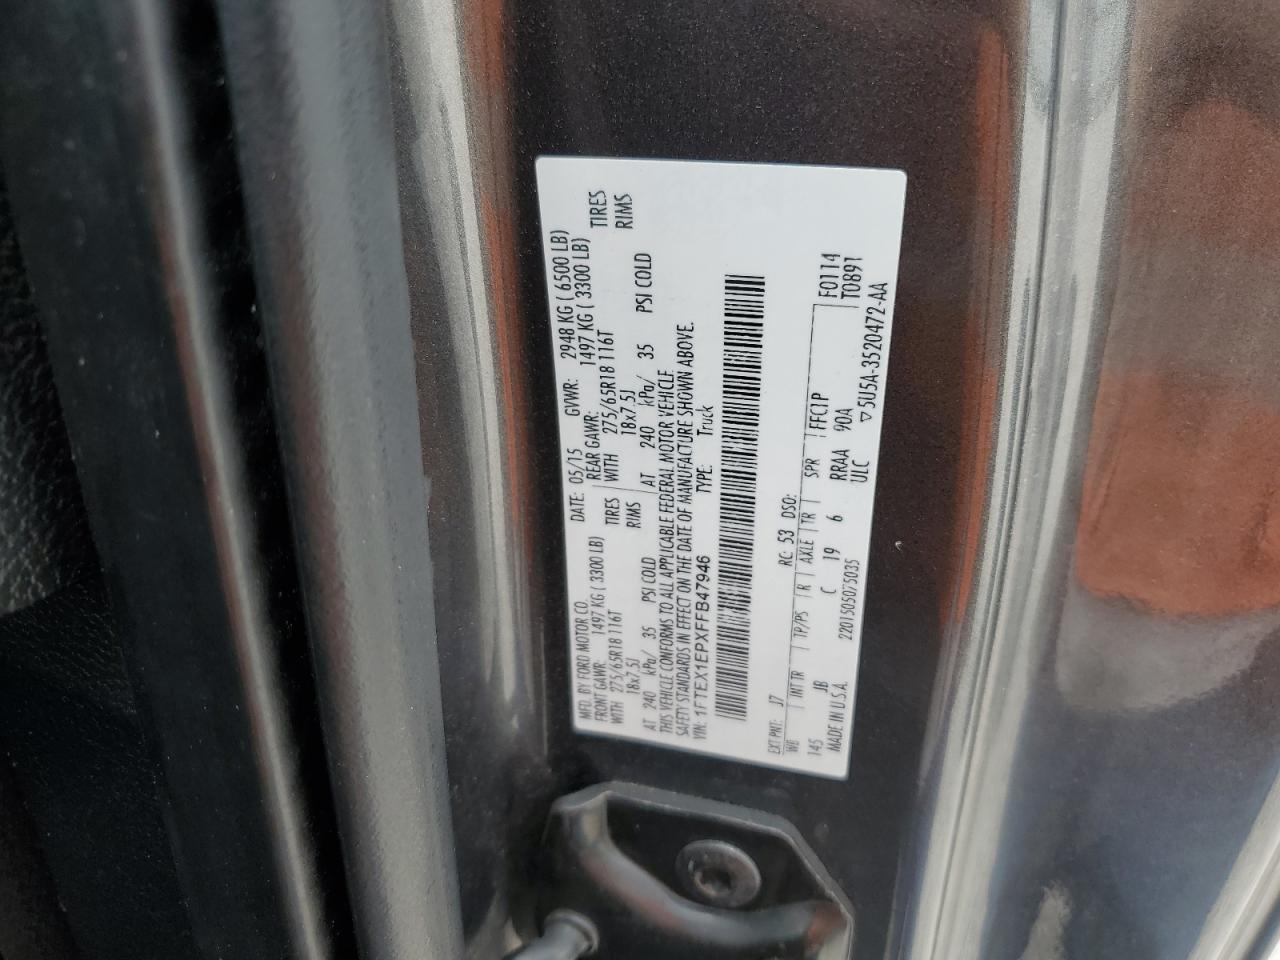 MFD. BY FORD MOTOR CO.
DATE: 05/15 GVWR: 2948 KG ( 6500 LB)
FRONT GAWR: 1497 KG ( 3300 LB) REAR GAWR: 1497 KG ( 3300 LB)
WITH 275/65R18 116T TIRES WITH 275/65R18 116T TIRES
18x7.5J RIMS 18x7.5J RIMS
AT 240 kPa/ 35 PSI COLD AT 240 kPa/ 35 PSI COLD
THIS VEHICLE CONFORMS TO ALL APPLICABLE FEDERAL MOTOR VEHICLE
SAFETY STANDARDS IN EFFECT ON THE DATE OF MANUFACTURE SHOWN ABOVE.
VIN: 1FTEX1EPXFFB47946 TYPE: Truck
EXT PNT: J7 RC: 53 DSO: F0114
WB INT TR TP/PS R AXLE TR SPR FFC1P T0891
145 JB C 19 6 RRAA 90A
MADE IN U.S.A. 2201505075035 ULC ▽5U5A-3520472-AA